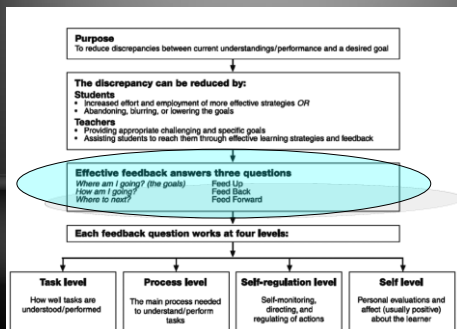 Purpose
To reduce discrepancies between current understandings/performance and a desired goal
The discrepancy can be reduced by:
Students
• Increased effort and employment of more effective strategies OR
• Abandoning, blurring, or lowering the goals
Teachers
• Providing appropriate challenging and specific goals
• Assisting students to reach them through effective learning strategies and feedback
Effective feedback answers three questions
Where am I going? (the goals) Feed Up
How am I going? Feed Back
Where to next? Feed Forward
Each feedback question works at four levels:
Task level
How well tasks are
understood/performed
Process level
The main process needed
to understand/perform
tasks
Self-regulation level
Self-monitoring,
directing, and
regulating of actions
Self level
Personal evaluations and
affect (usually positive)
about the learner